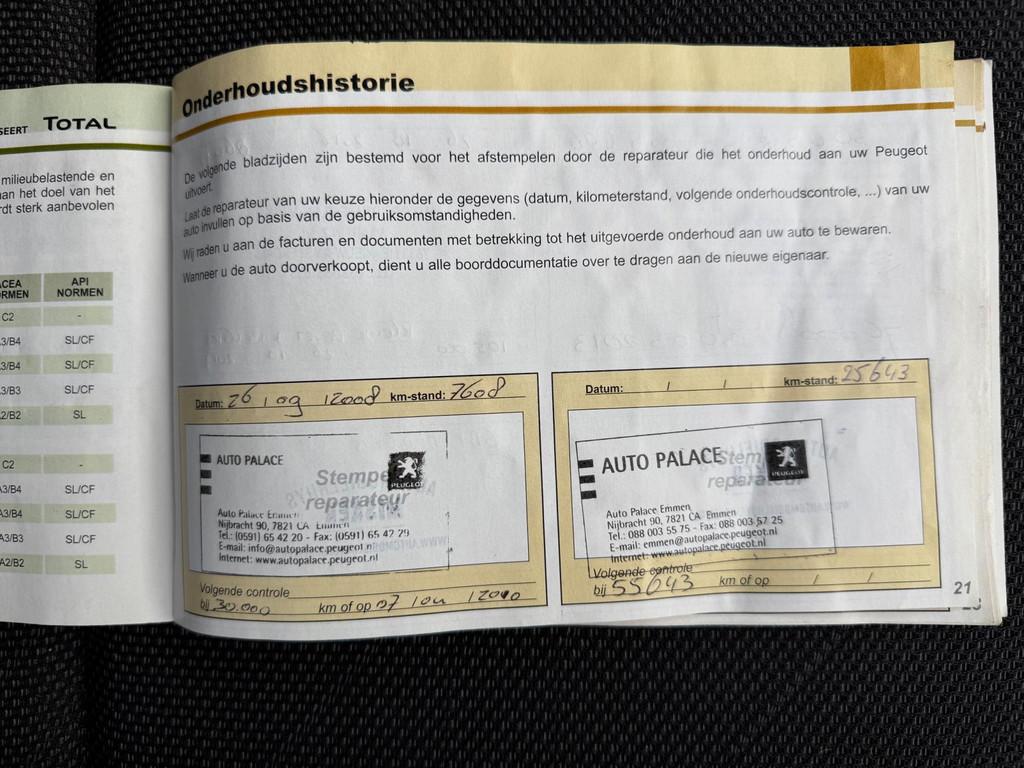 SEERT TOTAL
milieubelastende en
aan het doel van het
rdt sterk aanbevolen
ACEA
NORMEN
API
NORMEN
C2 -
A3/B4 SL/CF
A3/B4 SL/CF
A3/B3 SL/CF
A2/B2 SL
C2 -
A3/B4 SL/CF
A3/B4 SL/CF
A3/B3 SL/CF
A2/B2 SL
Onderhoudshistorie
De volgende bladzijden zijn bestemd voor het afstempelen door de reparateur die het onderhoud aan uw Peugeot
uitvoert.
Laat de reparateur van uw keuze hieronder de gegevens (datum, kilometerstand, volgende onderhoudscontrole, ...) van uw
auto invullen op basis van de gebruiksomstandigheden.
Wij raden u aan de facturen en documenten met betrekking tot het uitgevoerde onderhoud aan uw auto te bewaren.
Wanneer u de auto doorverkoopt, dient u alle boorddocumentatie over te dragen aan de nieuwe eigenaar.
Datum: 26 / 09 / 2008 km-stand: 7608
AUTO PALACE
Stempel
reparateur
PEUGEOT
Auto Palace Emmen
Nijbracht 90, 7821 CA Emmen
Tel.: (0591) 65 42 20 - Fax: (0591) 65 42 29
E-mail: info@autopalace.peugeot.nl
Internet: www.autopalace.peugeot.nl
Volgende controle
bij 30.000 km of op 07 / 04 / 2010
Datum: / / km-stand: 25643
AUTO PALACE
Stem
reparateur
PEUGEOT
Auto Palace Emmen
Nijbracht 90, 7821 CA Emmen
Tel.: 088 003 55 75 - Fax: 088 003 57 25
E-mail: emmen@autopalace.peugeot.nl
Internet: www.autopalace.peugeot.nl
Volgende controle
bij 55643 km of op / /
21